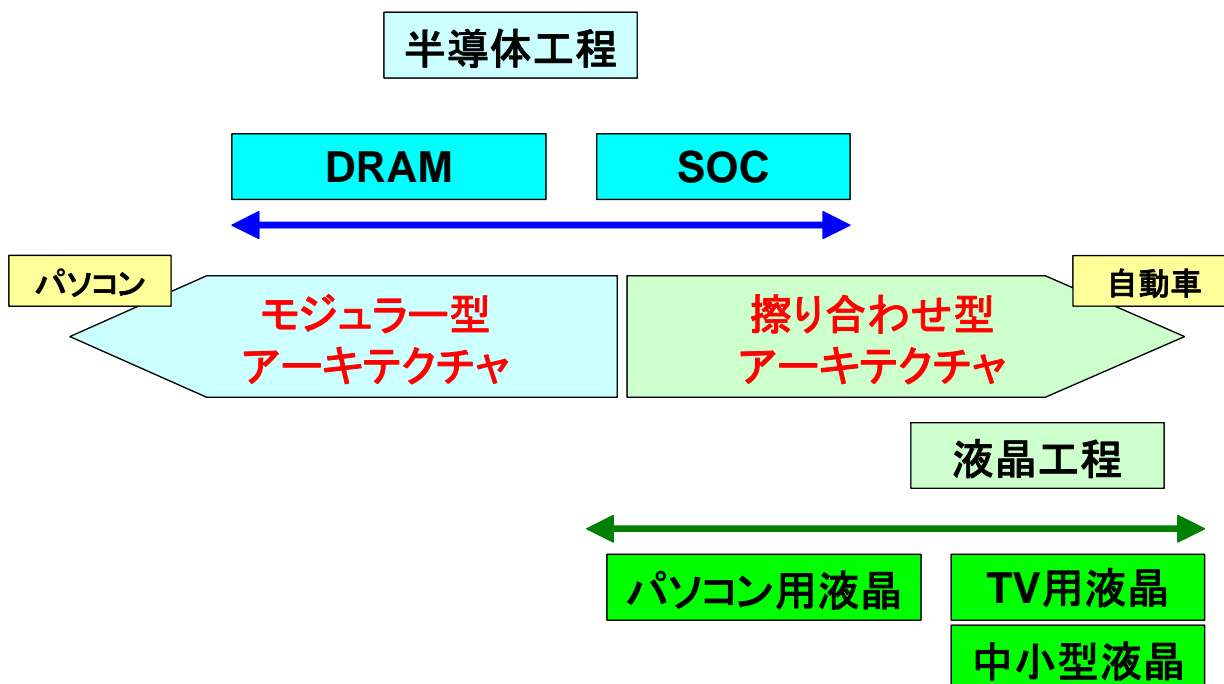 半導体工程
DRAM
SOC
パソコン
自動車
モジュラー型
アーキテクチャ
擦り合わせ型
アーキテクチャ
液晶工程
パソコン用液晶
TV用液晶
中小型液晶